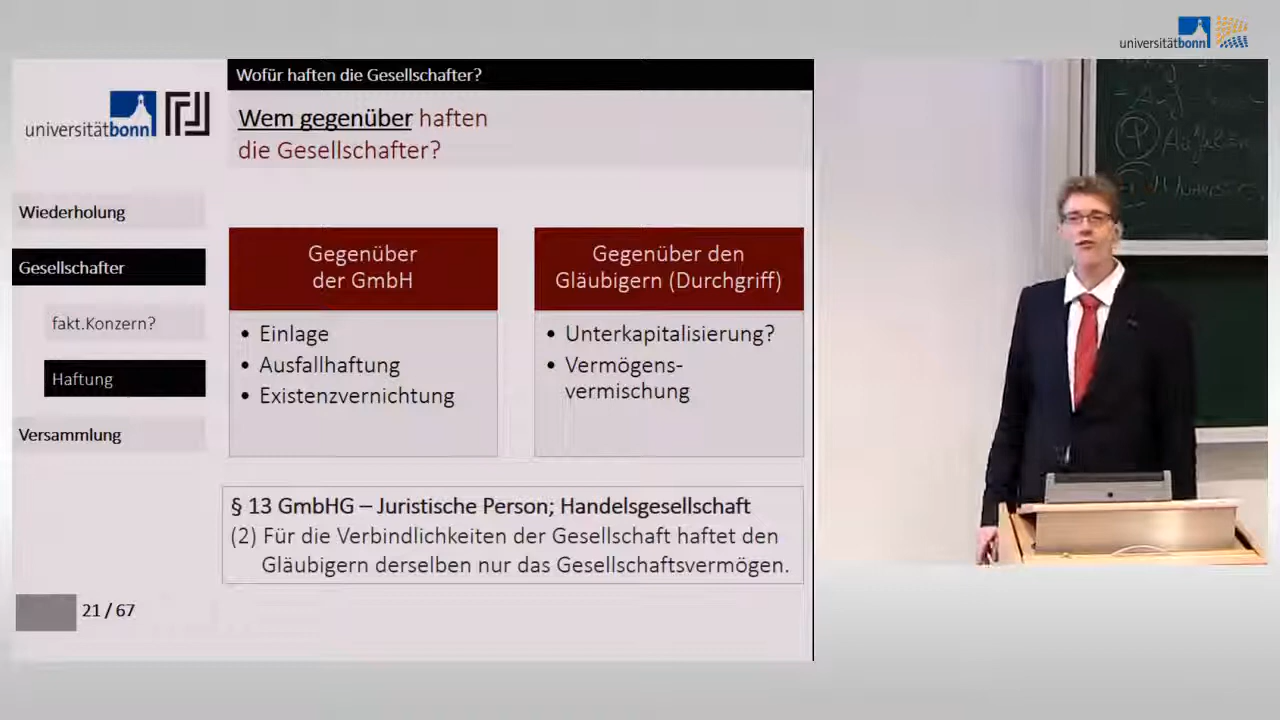 universitätbonn
Wofür haften die Gesellschafter?
universitätbonn
Wem gegenüber haften
die Gesellschafter?
Wiederholung
Gesellschafter
fakt.Konzern?
Haftung
Versammlung
Gegenüber
der GmbH
• Einlage
• Ausfallhaftung
• Existenzvernichtung
Gegenüber den
Gläubigern (Durchgriff)
• Unterkapitalisierung?
• Vermögens-
vermischung
§ 13 GmbHG – Juristische Person; Handelsgesellschaft
(2) Für die Verbindlichkeiten der Gesellschaft haftet den
Gläubigern derselben nur das Gesellschaftsvermögen.
21 / 67